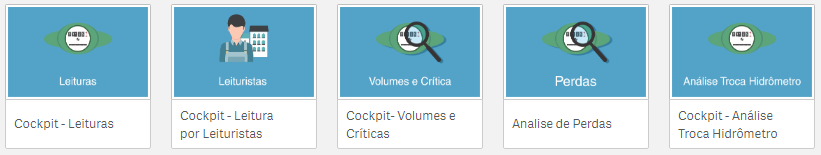 Leituras
Leituristas
Volumes e Crítica
Perdas
Análise Troca Hidrômetro
Cockpit - Leituras
Cockpit - Leitura
por Leituristas
Cockpit- Volumes e
Críticas
Analise de Perdas
Cockpit - Análise
Troca Hidrômetro